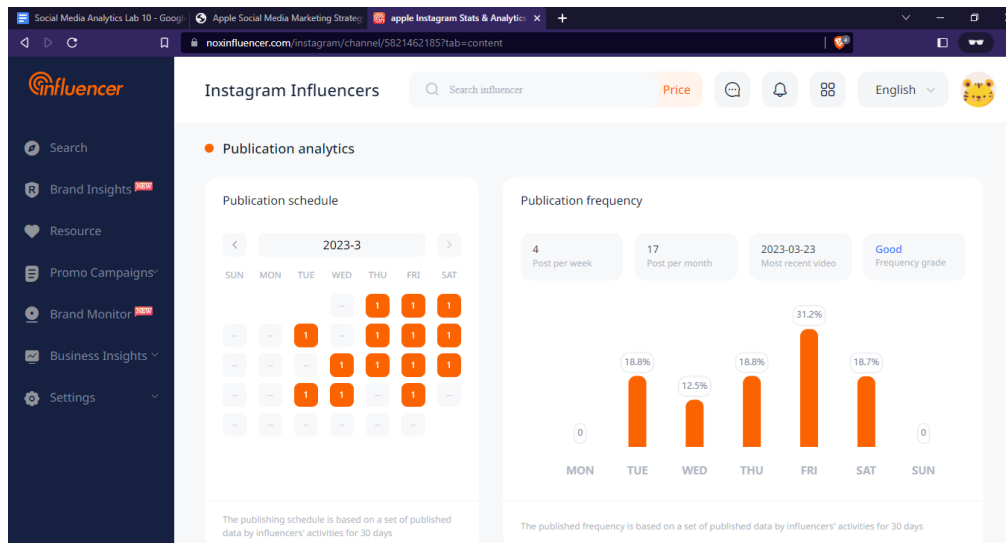 Social Media Analytics Lab 10 - Googl
Apple Social Media Marketing Strateg
apple Instagram Stats & Analytic
noxinfluencer.com/instagram/channel/5821462185?tab=content
influencer
Instagram Influencers
Search influencer
Price
English
Search
Brand Insights NEW
Resource
Promo Campaigns
Brand Monitor NEW
Business Insights
Settings
Publication analytics
Publication schedule
2023-3
SUN MON TUE WED THU FRI SAT
– 1 1 1
– – 1 – 1 1 1
– – – 1 1 1 1
– – 1 1 – 1 –
– – – – – –
The publishing schedule is based on a set of published
data by influencers' activities for 30 days
Publication frequency
4
Post per week
17
Post per month
2023-03-23
Most recent video
Good
Frequency grade
31.2%
18.8% 18.8% 18.7%
12.5%
0 0
MON TUE WED THU FRI SAT SUN
The published frequency is based on a set of published data by influencers' activities for 30 days